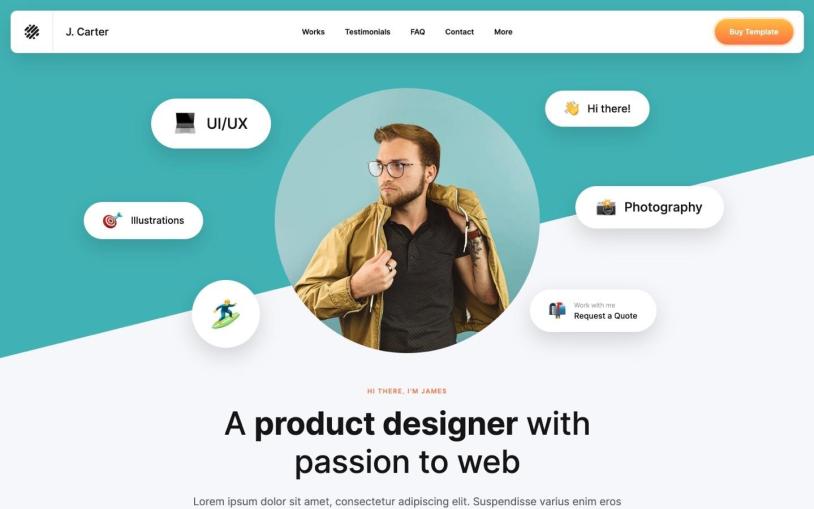 J. Carter
Works
Testimonials
FAQ
Contact
More
Buy Template
UI/UX
Hi there!
Illustrations
Photography
Work with me
Request a Quote
HI THERE, I'M JAMES
A product designer with
passion to web
Lorem ipsum dolor sit amet, consectetur adipiscing elit. Suspendisse varius enim eros